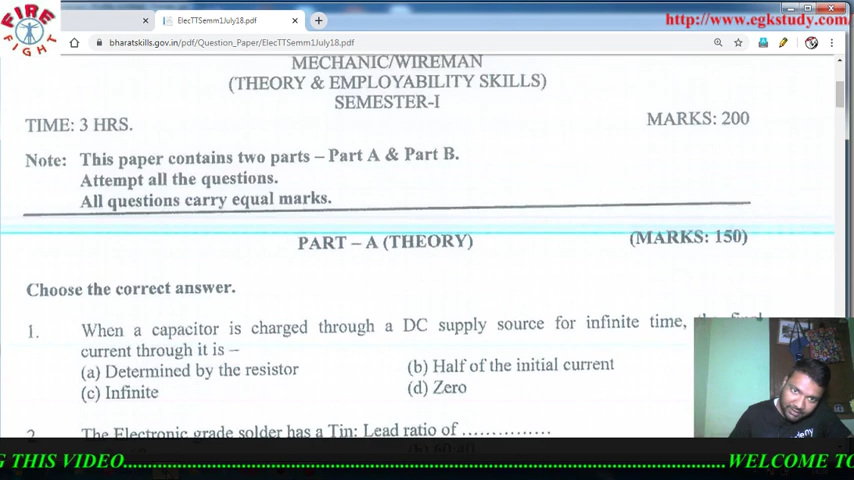 FIRE
FIGHT
ElecTTSemm1July18.pdf
http://www.egkstudy.com
bharatskills.gov.in/pdf/Question_Paper/ElecTTSemm1July18.pdf
MECHANIC/WIREMAN
(THEORY & EMPLOYABILITY SKILLS)
SEMESTER-I
TIME: 3 HRS.
MARKS: 200
Note: This paper contains two parts – Part A & Part B.
Attempt all the questions.
All questions carry equal marks.
PART – A (THEORY)
(MARKS: 150)
Choose the correct answer.
1. When a capacitor is charged through a DC supply source for infinite time, the final
current through it is –
(a) Determined by the resistor
(b) Half of the initial current
(c) Infinite
(d) Zero
2. The Electronic grade solder has a Tin: Lead ratio of ……………
G THIS VIDEO
WELCOME TO